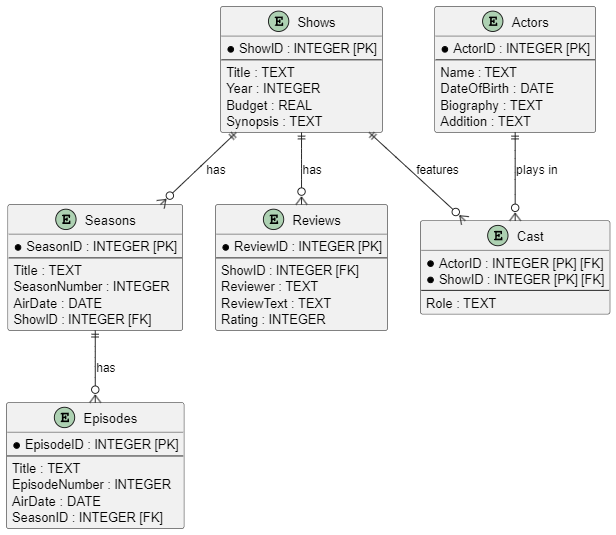 E Shows
ShowID : INTEGER [PK]
Title : TEXT
Year : INTEGER
Budget : REAL
Synopsis : TEXT
E Actors
ActorID : INTEGER [PK]
Name : TEXT
DateOfBirth : DATE
Biography : TEXT
Addition : TEXT
has
has
features
plays in
E Seasons
SeasonID : INTEGER [PK]
Title : TEXT
SeasonNumber : INTEGER
AirDate : DATE
ShowID : INTEGER [FK]
E Reviews
ReviewID : INTEGER [PK]
ShowID : INTEGER [FK]
Reviewer : TEXT
ReviewText : TEXT
Rating : INTEGER
E Cast
ActorID : INTEGER [PK] [FK]
ShowID : INTEGER [PK] [FK]
Role : TEXT
has
E Episodes
EpisodeID : INTEGER [PK]
Title : TEXT
EpisodeNumber : INTEGER
AirDate : DATE
SeasonID : INTEGER [FK]